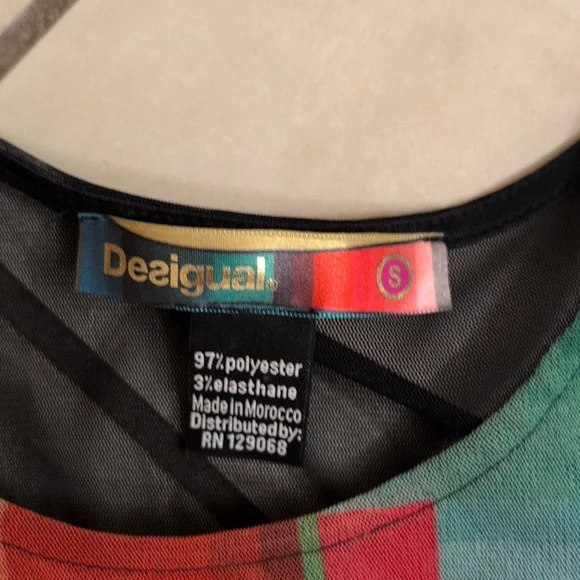 Desigual®
S
97% polyester
3% elasthane
Made in Morocco
Distributed by:
RN 129068